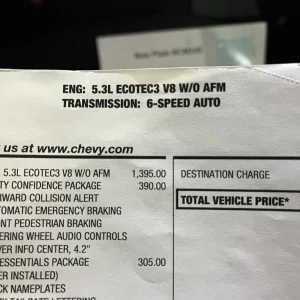 ENG: 5.3L ECOTEC3 V8 W/O AFM
TRANSMISSION: 6-SPEED AUTO
us at www.chevy.com
5.3L ECOTEC3 V8 W/O AFM 1,395.00
TY CONFIDENCE PACKAGE 390.00
RWARD COLLISION ALERT
TOMATIC EMERGENCY BRAKING
ONT PEDESTRIAN BRAKING
ERING WHEEL AUDIO CONTROLS
VER INFO CENTER, 4.2"
ESSENTIALS PACKAGE 305.00
ER INSTALLED)
CK NAMEPLATES
DESTINATION CHARGE
TOTAL VEHICLE PRICE*